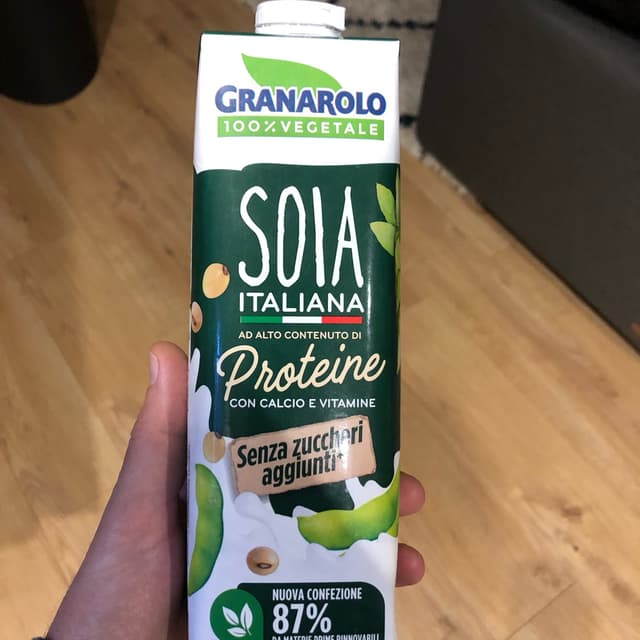 GRANAROLO
100% VEGETALE
SOIA
ITALIANA
AD ALTO CONTENUTO DI
Proteine
CON CALCIO E VITAMINE
Senza zuccheri
aggiunti*
NUOVA CONFEZIONE
87%
DA MATERIE PRIME RINNOVABILI